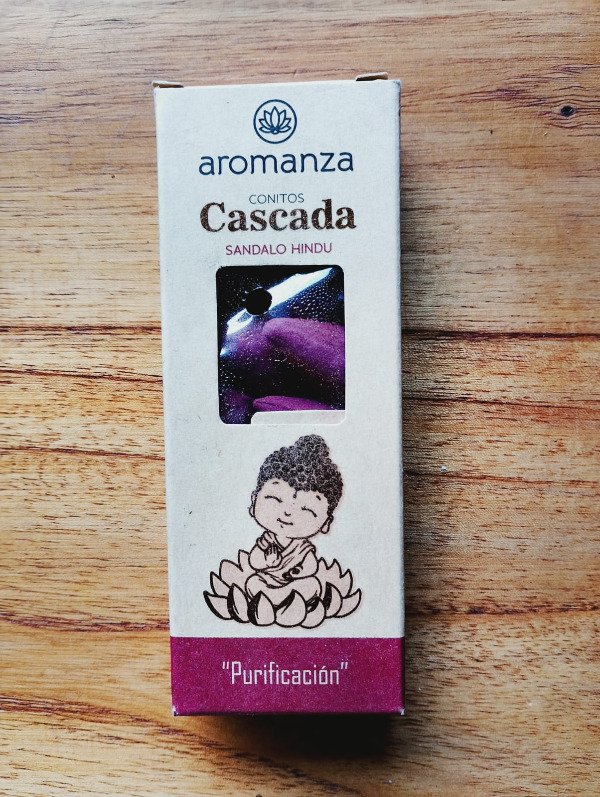 aromanza
CONITOS
Cascada
SANDALO HINDU
"Purificación"